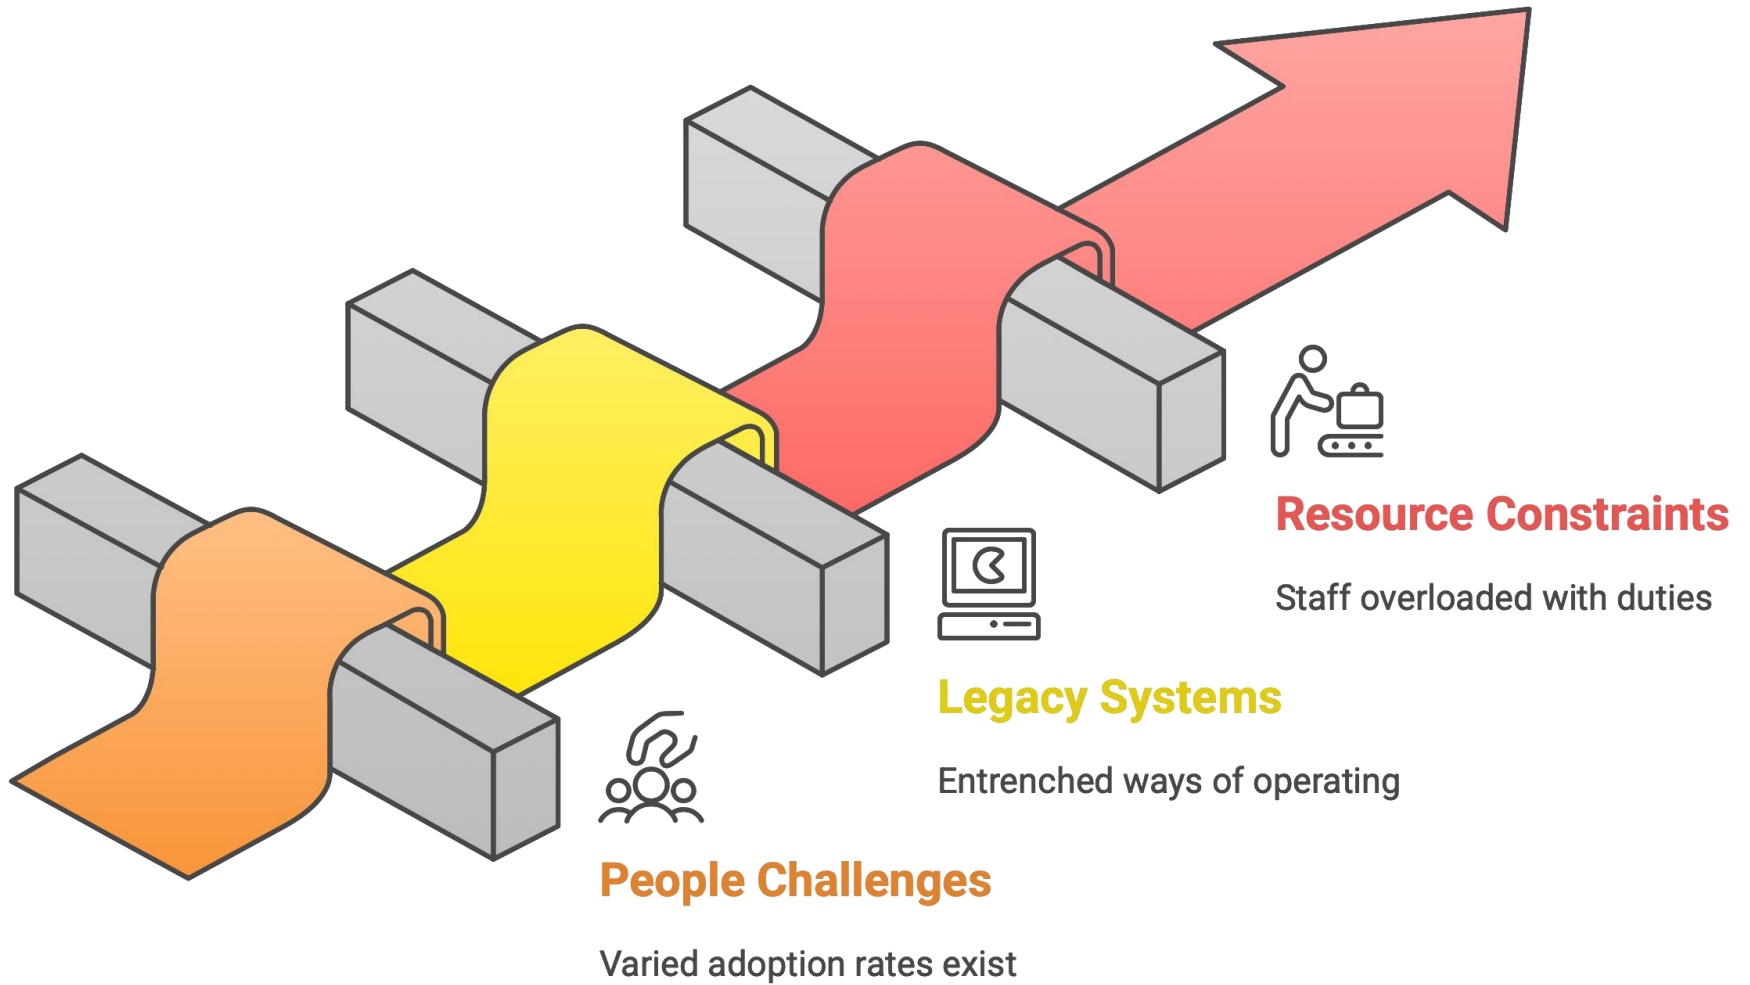 Resource Constraints
Staff overloaded with duties
Legacy Systems
Entrenched ways of operating
People Challenges
Varied adoption rates exist